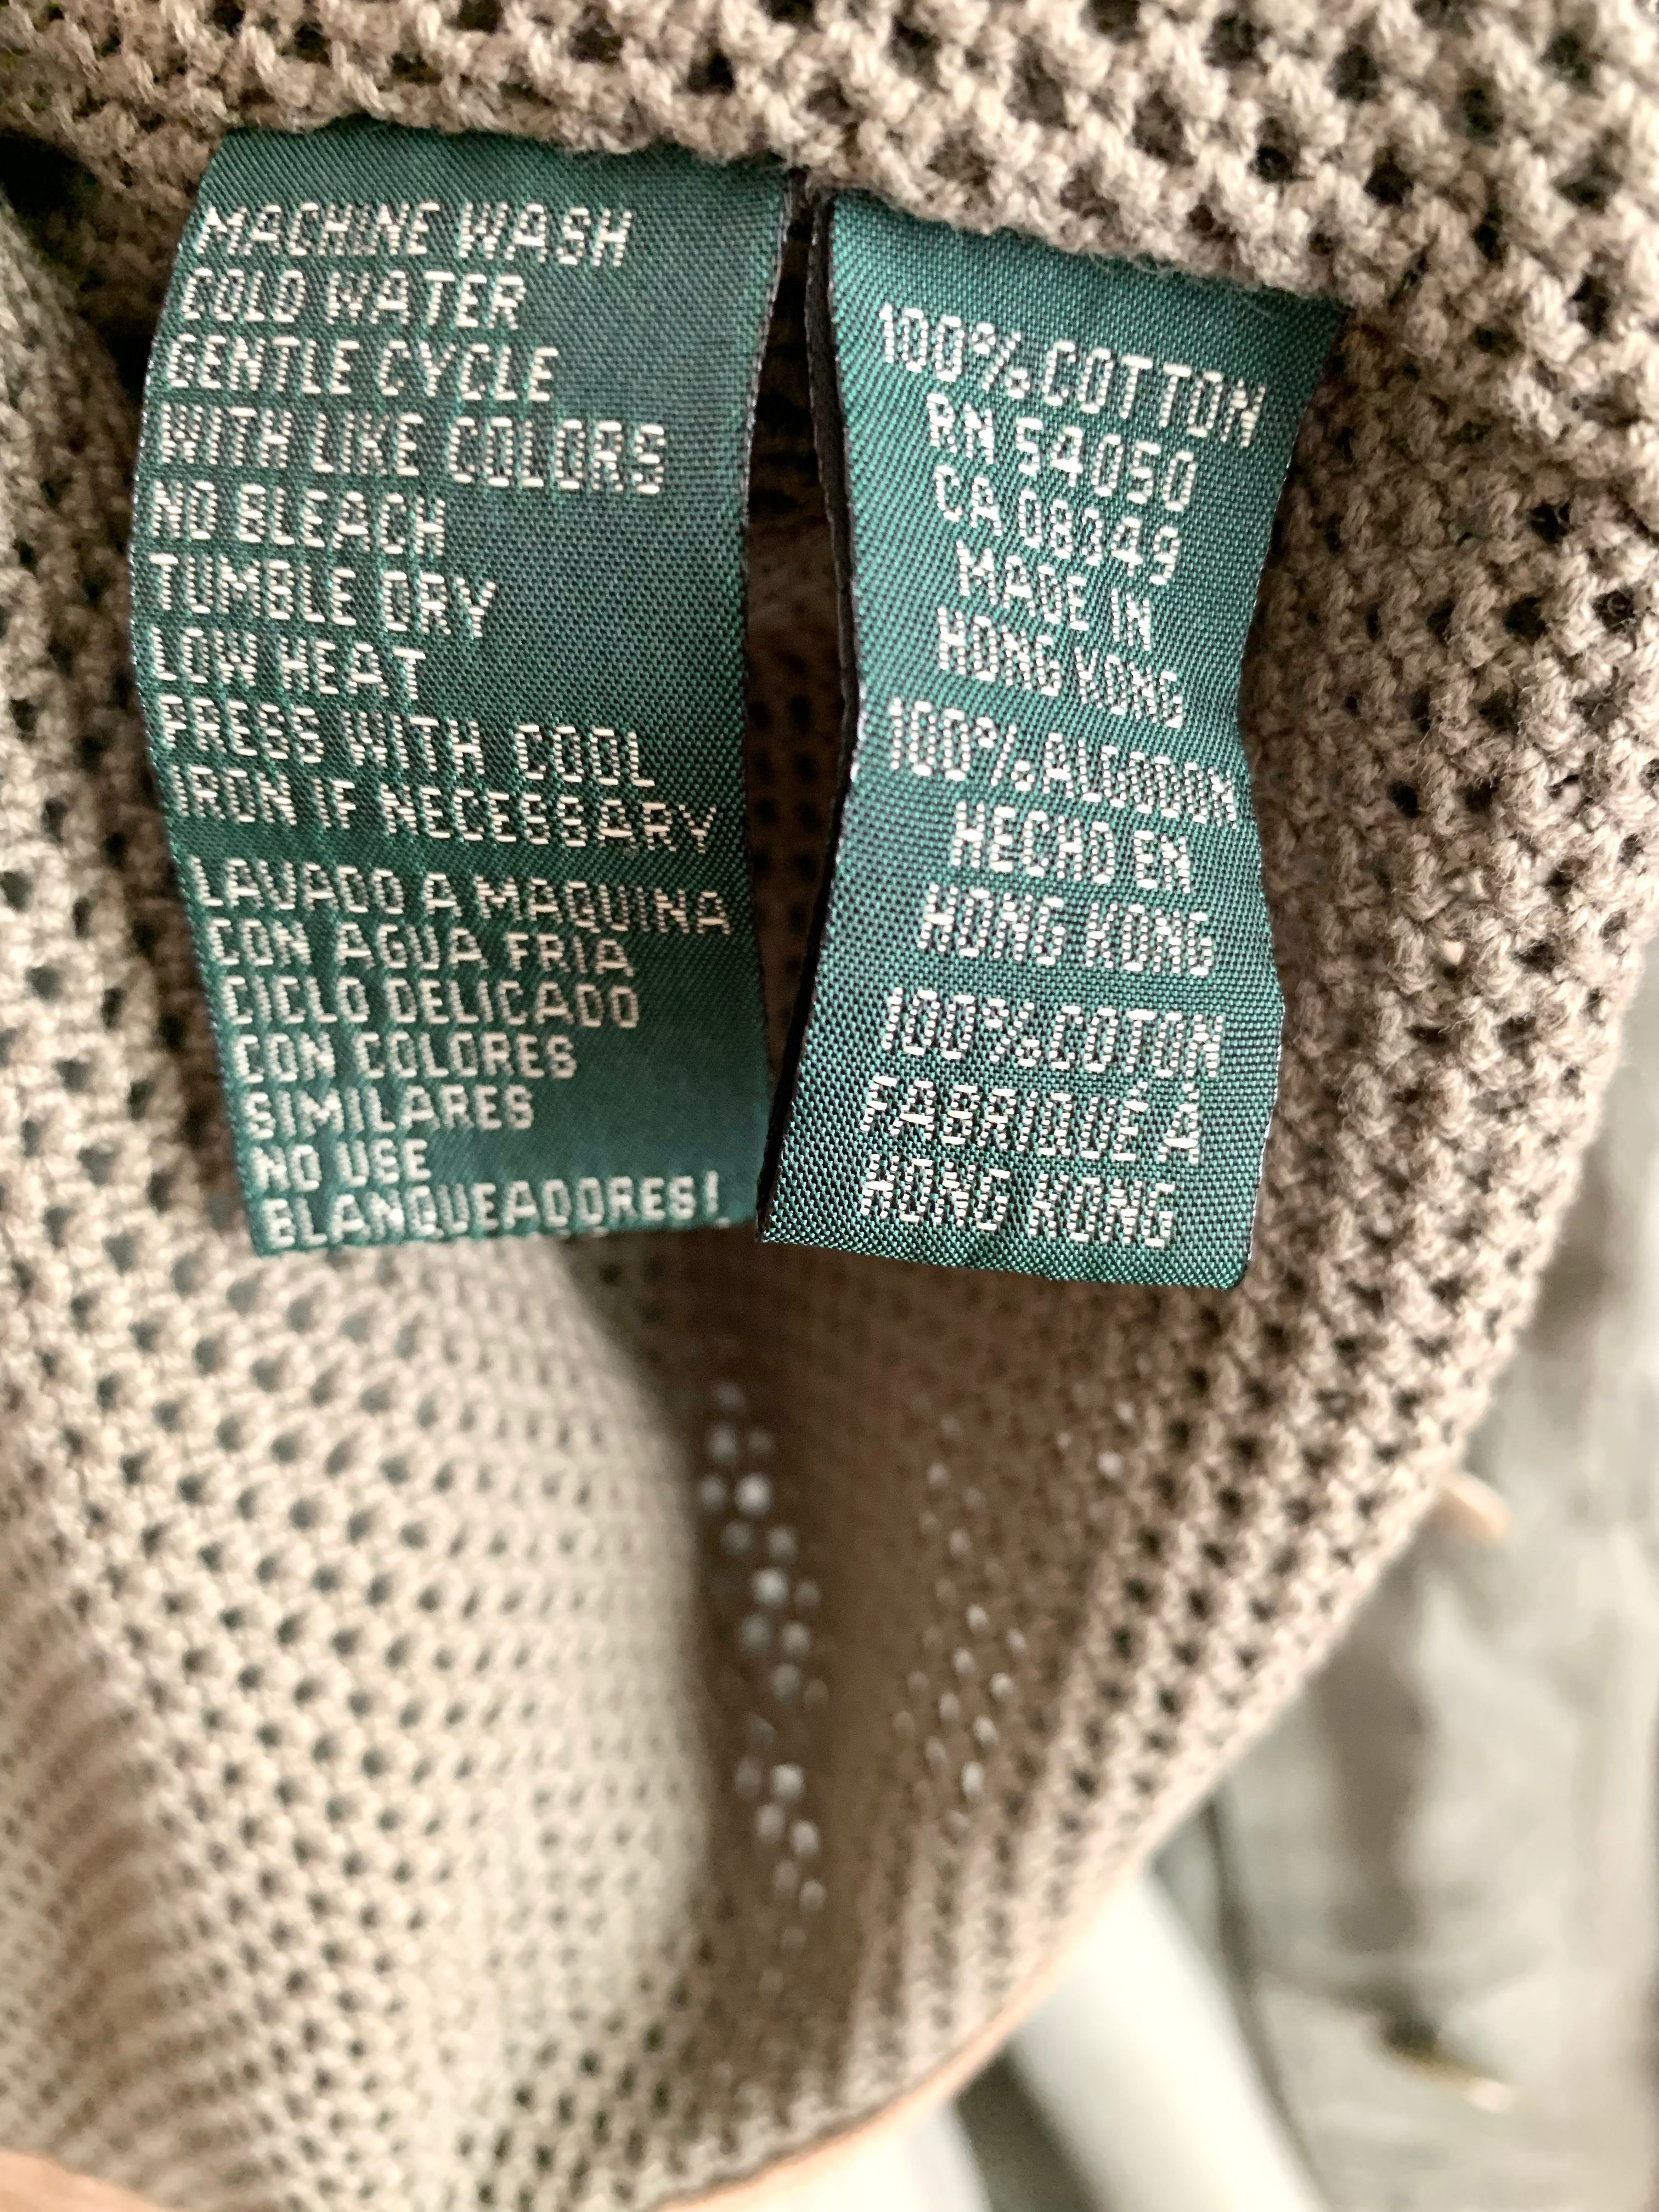 MACHINE WASH
COLD WATER
GENTLE CYCLE
WITH LIKE COLORS
NO BLEACH
TUMBLE DRY
LOW HEAT
PRESS WITH COOL
IRON IF NECESSARY
LAVADO A MAQUINA
CON AGUA FRIA
CICLO DELICADO
CON COLORES
SIMILARES
NO USE
BLANQUEADORES!
100% COTTON
RN 54050
CA 08049
MADE IN
HONG KONG
100% ALGODON
HECHO EN
HONG KONG
100% COTON
FABRIQUÉ À
HONG KONG